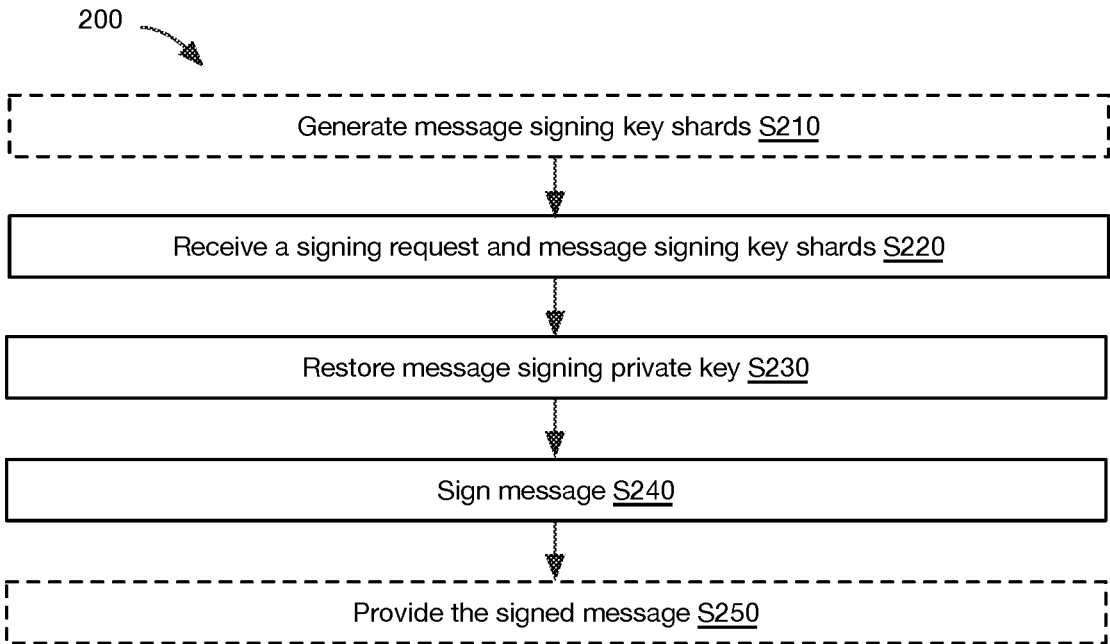 200
Generate message signing key shards S210
Receive a signing request and message signing key shards S220
Restore message signing private key S230
Sign message S240
Provide the signed message S250